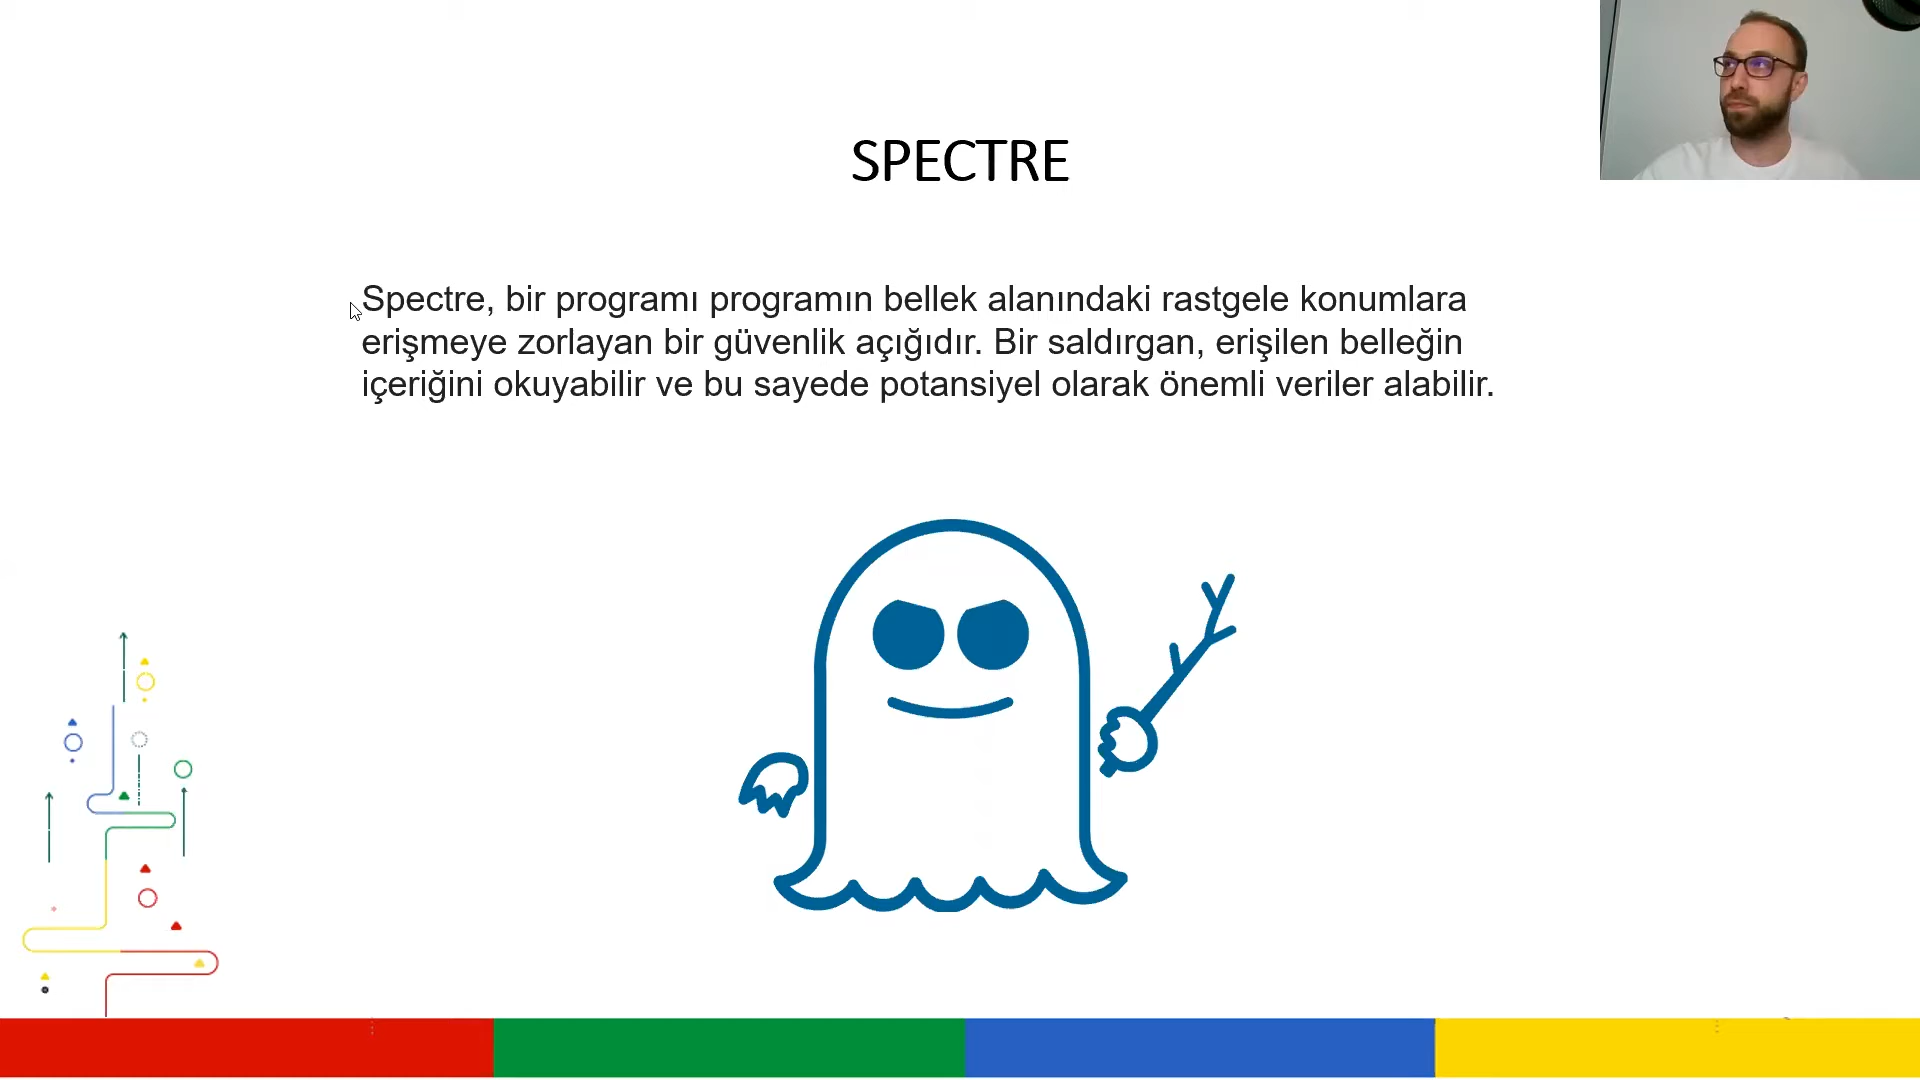 SPECTRE
Spectre, bir programı programın bellek alanındaki rastgele konumlara
erişmeye zorlayan bir güvenlik açığıdır. Bir saldırgan, erişilen belleğin
içeriğini okuyabilir ve bu sayede potansiyel olarak önemli veriler alabilir.